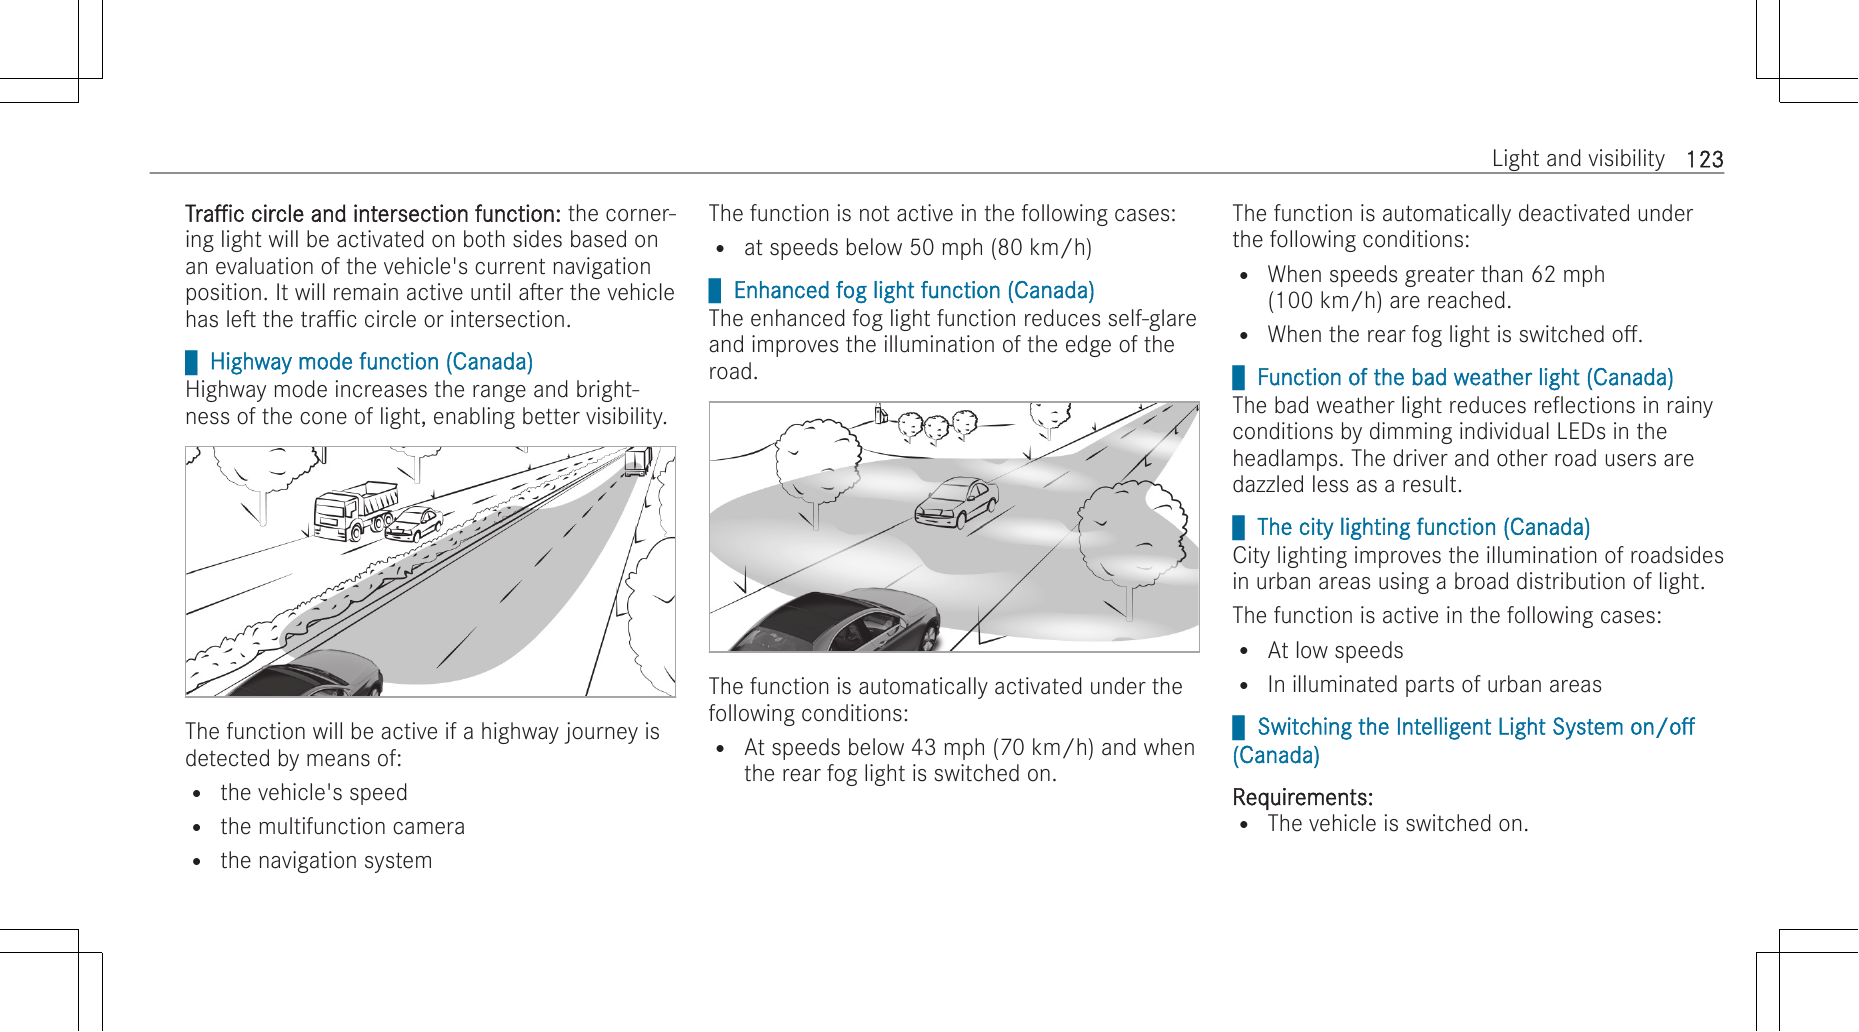 Light and visibility 123
Traffic circle and intersection function: the corner-
ing light will be activated on both sides based on
an evaluation of the vehicle's current navigation
position. It will remain active until after the vehicle
has left the traffic circle or intersection.
Highway mode function (Canada)
Highway mode increases the range and bright-
ness of the cone of light, enabling better visibility.
The function will be active if a highway journey is
detected by means of:
• the vehicle's speed
• the multifunction camera
• the navigation system
The function is not active in the following cases:
• at speeds below 50 mph (80 km/h)
Enhanced fog light function (Canada)
The enhanced fog light function reduces self-glare
and improves the illumination of the edge of the
road.
The function is automatically activated under the
following conditions:
• At speeds below 43 mph (70 km/h) and when
the rear fog light is switched on.
The function is automatically deactivated under
the following conditions:
• When speeds greater than 62 mph
(100 km/h) are reached.
• When the rear fog light is switched off.
Function of the bad weather light (Canada)
The bad weather light reduces reflections in rainy
conditions by dimming individual LEDs in the
headlamps. The driver and other road users are
dazzled less as a result.
The city lighting function (Canada)
City lighting improves the illumination of roadsides
in urban areas using a broad distribution of light.
The function is active in the following cases:
• At low speeds
• In illuminated parts of urban areas
Switching the Intelligent Light System on/off
(Canada)
Requirements:
• The vehicle is switched on.